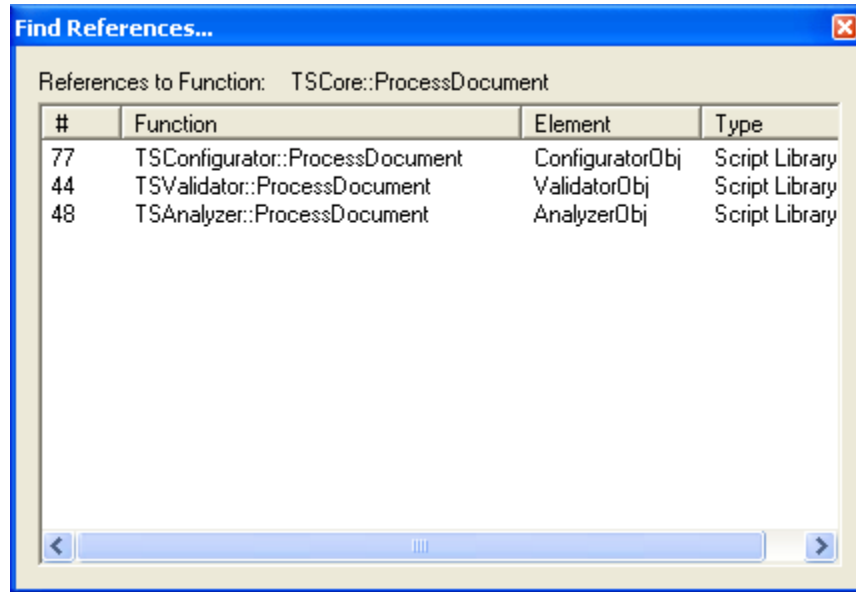 Find References...
References to Function: TSCore::ProcessDocument
# Function Element Type
77 TSConfigurator::ProcessDocument ConfiguratorObj Script Library
44 TSValidator::ProcessDocument ValidatorObj Script Library
48 TSAnalyzer::ProcessDocument AnalyzerObj Script Library